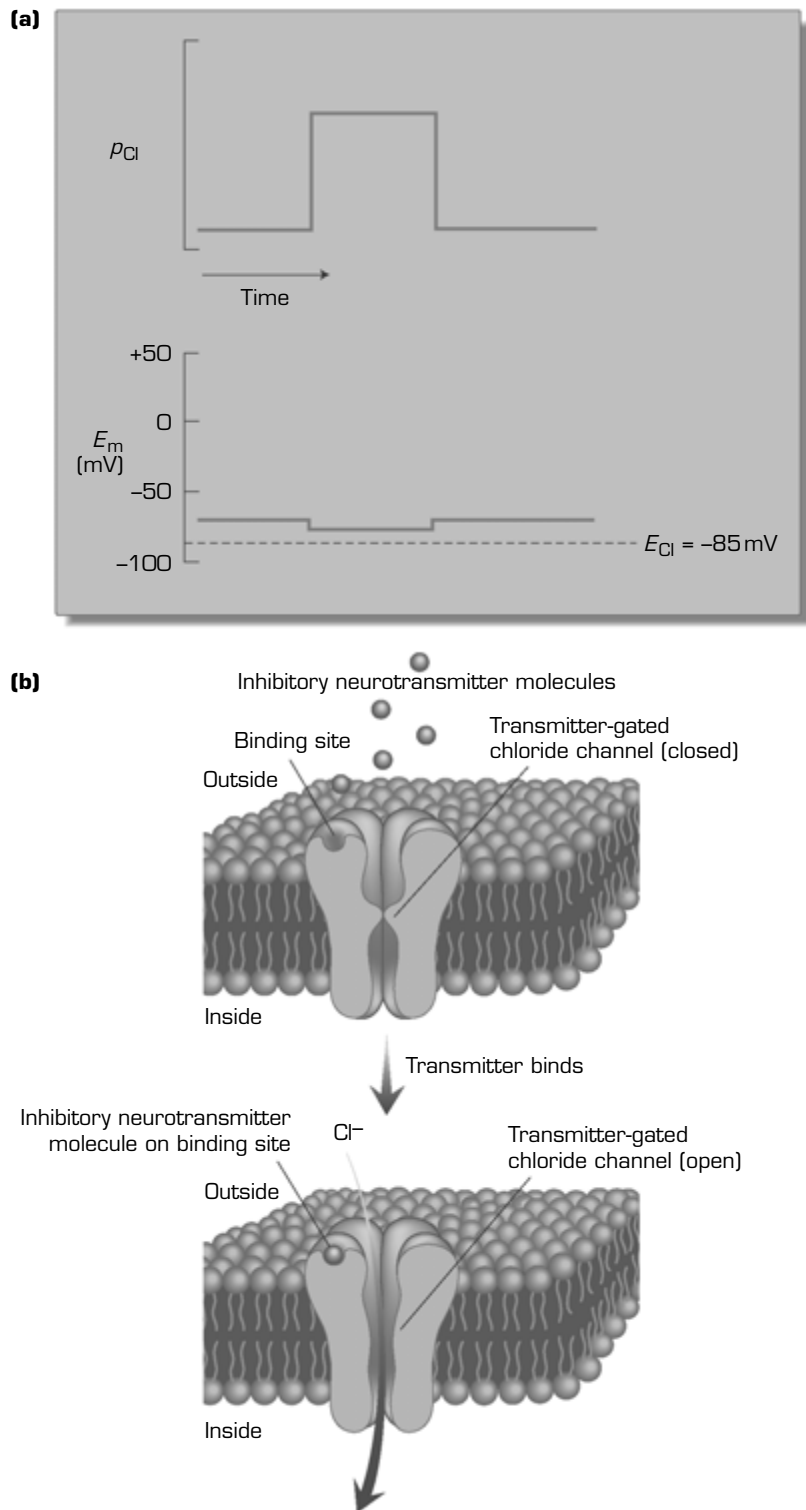 (a)
pCl
Time
+50
0
Em
(mV)
–50
–100
ECl = –85 mV
(b)
Inhibitory neurotransmitter molecules
Binding site
Transmitter-gated
chloride channel (closed)
Outside
Inside
Transmitter binds
Inhibitory neurotransmitter
molecule on binding site
Cl–
Transmitter-gated
chloride channel (open)
Outside
Inside